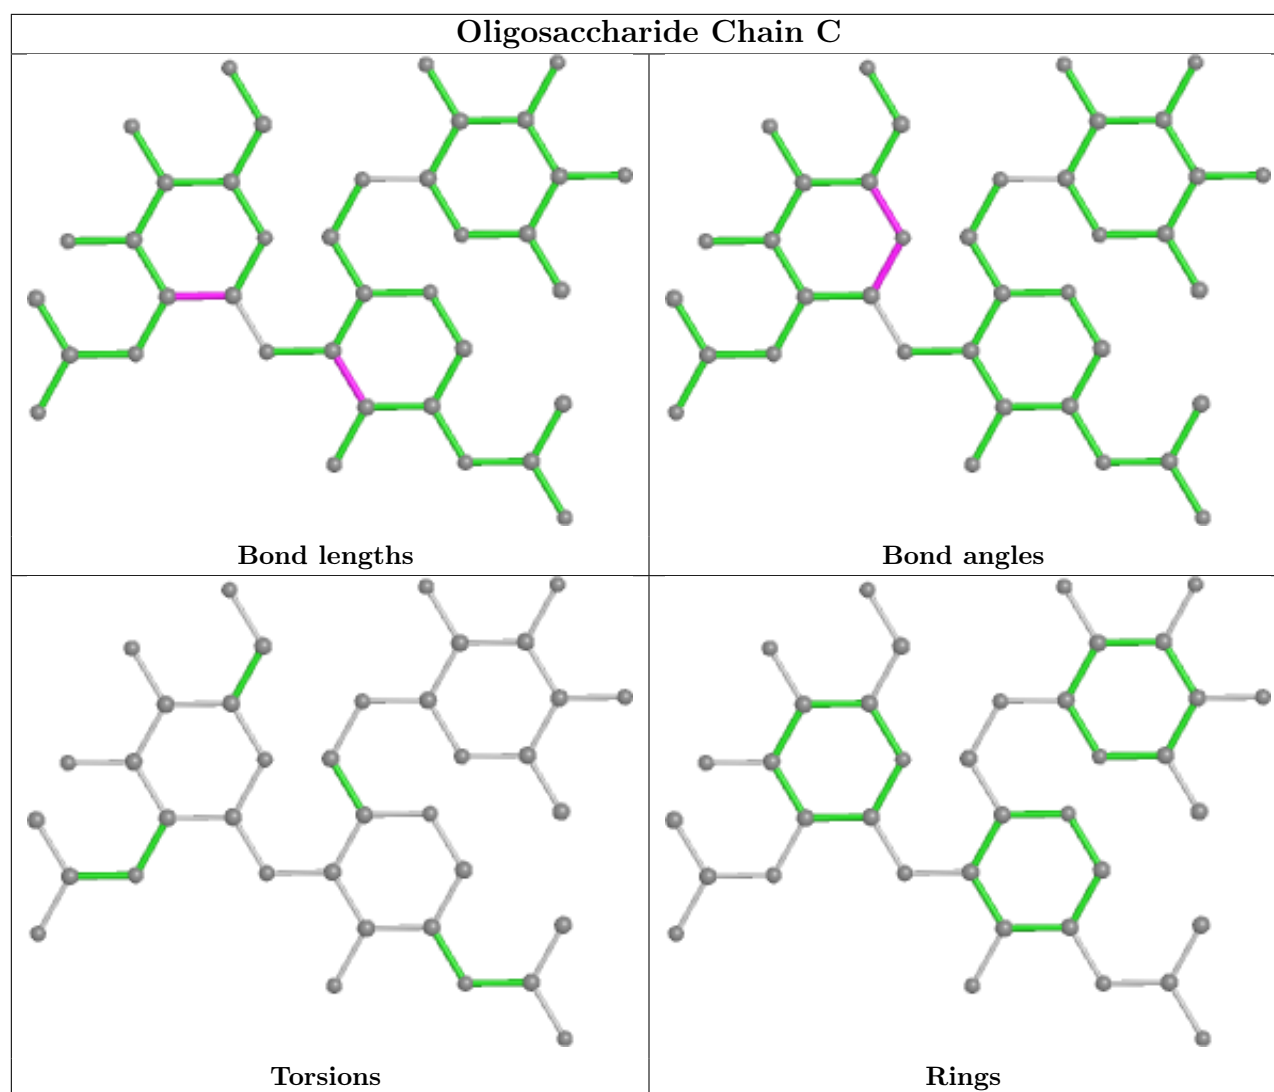 Oligosaccharide Chain C
Bond lengths
Bond angles
Torsions
Rings